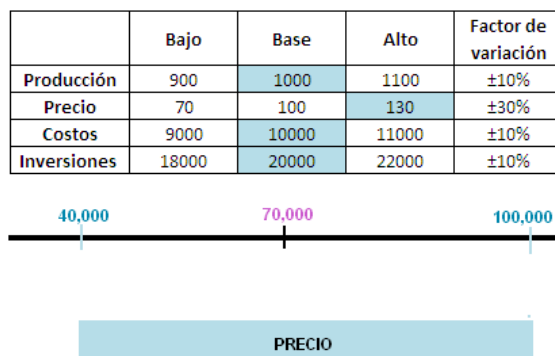 Bajo Base Alto Factor de
variación
Producción 900 1000 1100 ±10%
Precio 70 100 130 ±30%
Costos 9000 10000 11000 ±10%
Inversiones 18000 20000 22000 ±10%
40,000 70,000 100,000
PRECIO